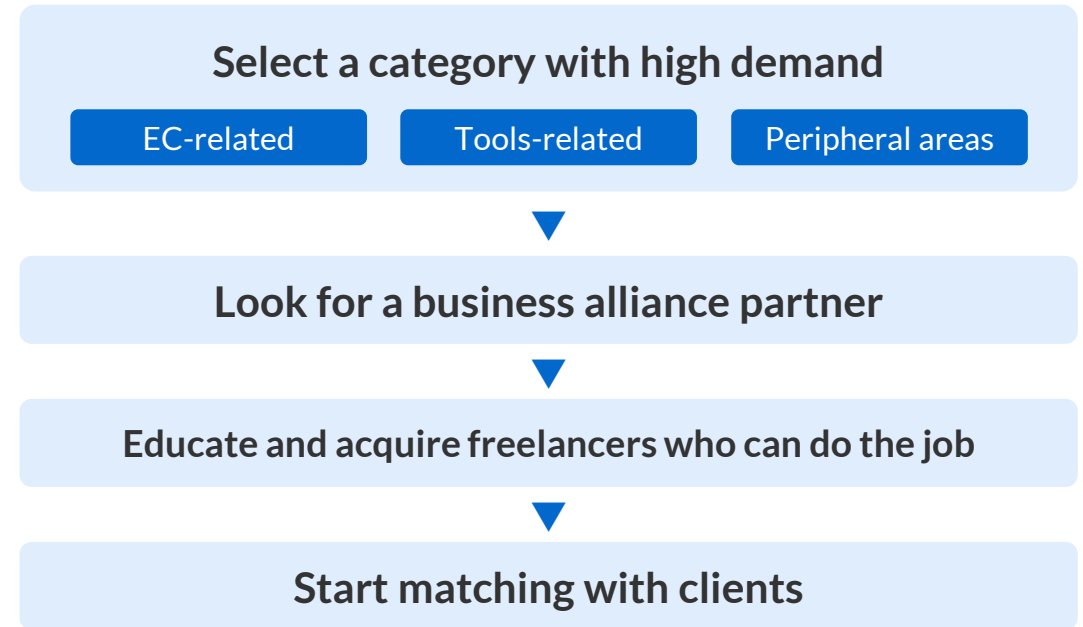 Select a category with high demand
EC-related
Tools-related
Peripheral areas
Look for a business alliance partner
Educate and acquire freelancers who can do the job
Start matching with clients